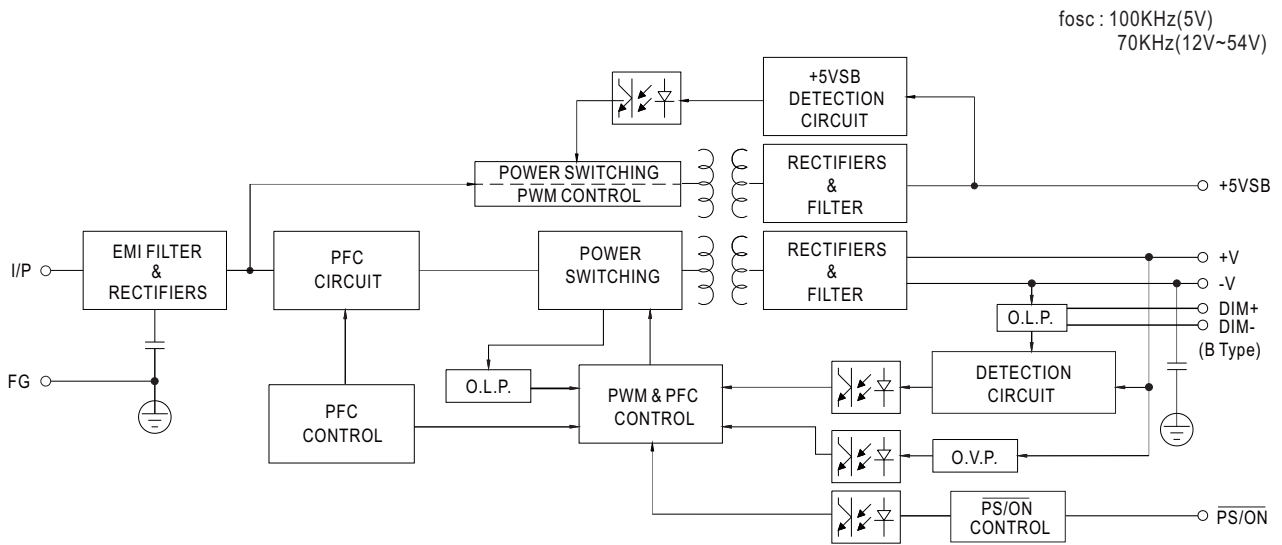 fosc : 100KHz(5V)
70KHz(12V~54V)
+5VSB
DETECTION
CIRCUIT
POWER SWITCHING
PWM CONTROL
RECTIFIERS
&
FILTER
+5VSB
I/P
EMI FILTER
&
RECTIFIERS
PFC
CIRCUIT
POWER
SWITCHING
RECTIFIERS
&
FILTER
+V
-V
O.L.P.
DIM+
DIM-
(B Type)
FG
PFC
CONTROL
O.L.P.
PWM & PFC
CONTROL
DETECTION
CIRCUIT
O.V.P.
PS/ON
CONTROL
PS/ON